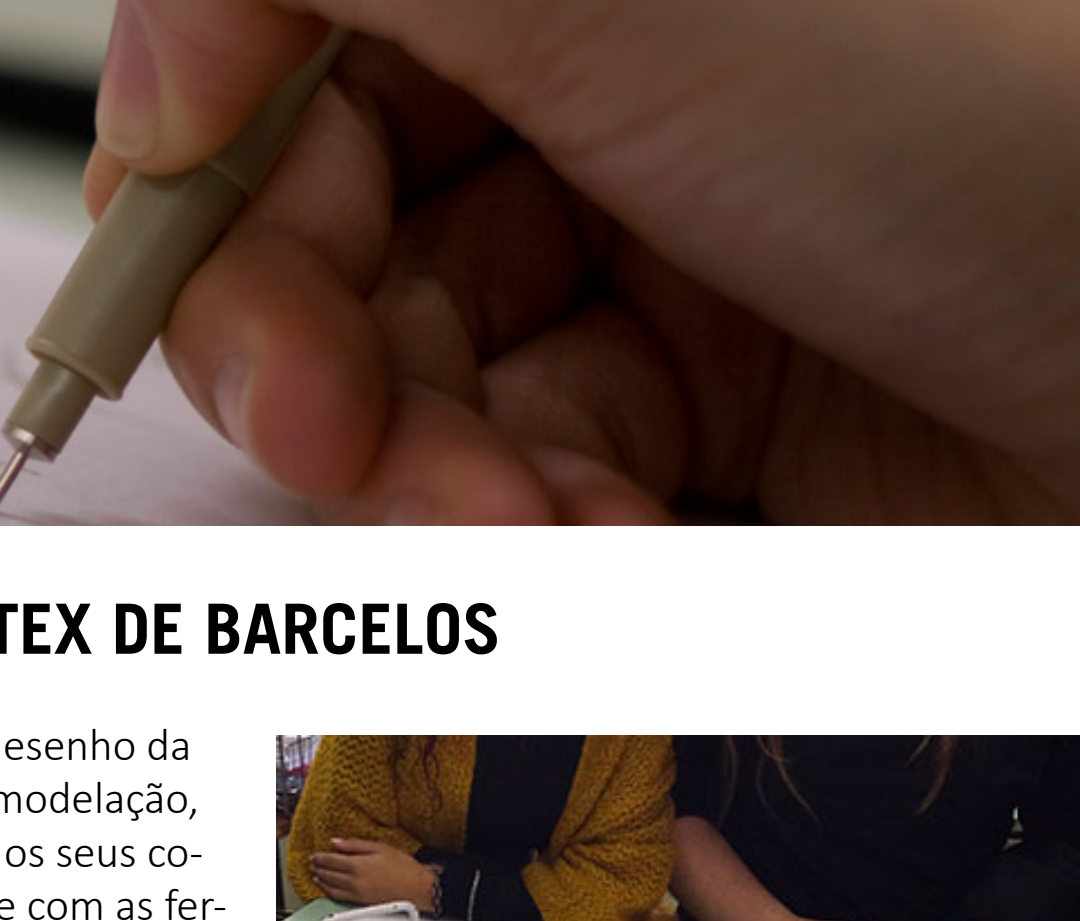 TEX DE BARCELOS
esenho da
modelação,
os seus co-
e com as fer-